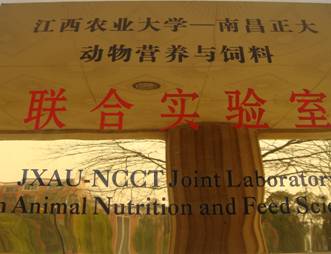 江西农业大学—南昌正大
动物营养与饲料
联合实验室
JXAU-NCCT Joint Laboratory
n Animal Nutrition and Feed Scie